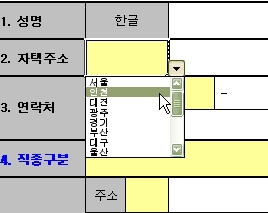 1. 성명 한글
2. 자택주소
서울
인천
대전
3. 연락처 –
광주
경기
부산
대구
울산
4. 직종구분
주소